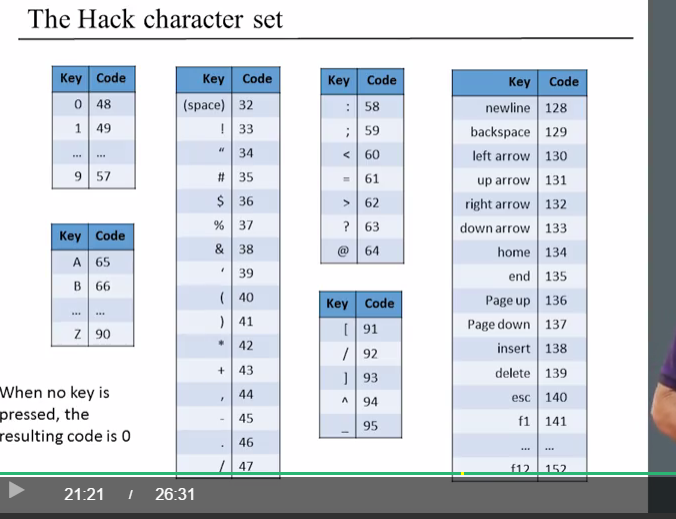 The Hack character set
Key Code
0 48
1 49
... ...
9 57
Key Code
A 65
B 66
... ...
Z 90
When no key is
pressed, the
resulting code is 0
Key Code
(space) 32
! 33
“ 34
# 35
$ 36
% 37
& 38
‘ 39
( 40
) 41
* 42
+ 43
, 44
- 45
. 46
/ 47
Key Code
: 58
; 59
< 60
= 61
> 62
? 63
@ 64
Key Code
[ 91
/ 92
] 93
^ 94
_ 95
Key Code
newline 128
backspace 129
left arrow 130
up arrow 131
right arrow 132
down arrow 133
home 134
end 135
Page up 136
Page down 137
insert 138
delete 139
esc 140
f1 141
... ...
f12 152
21:21 / 26:31